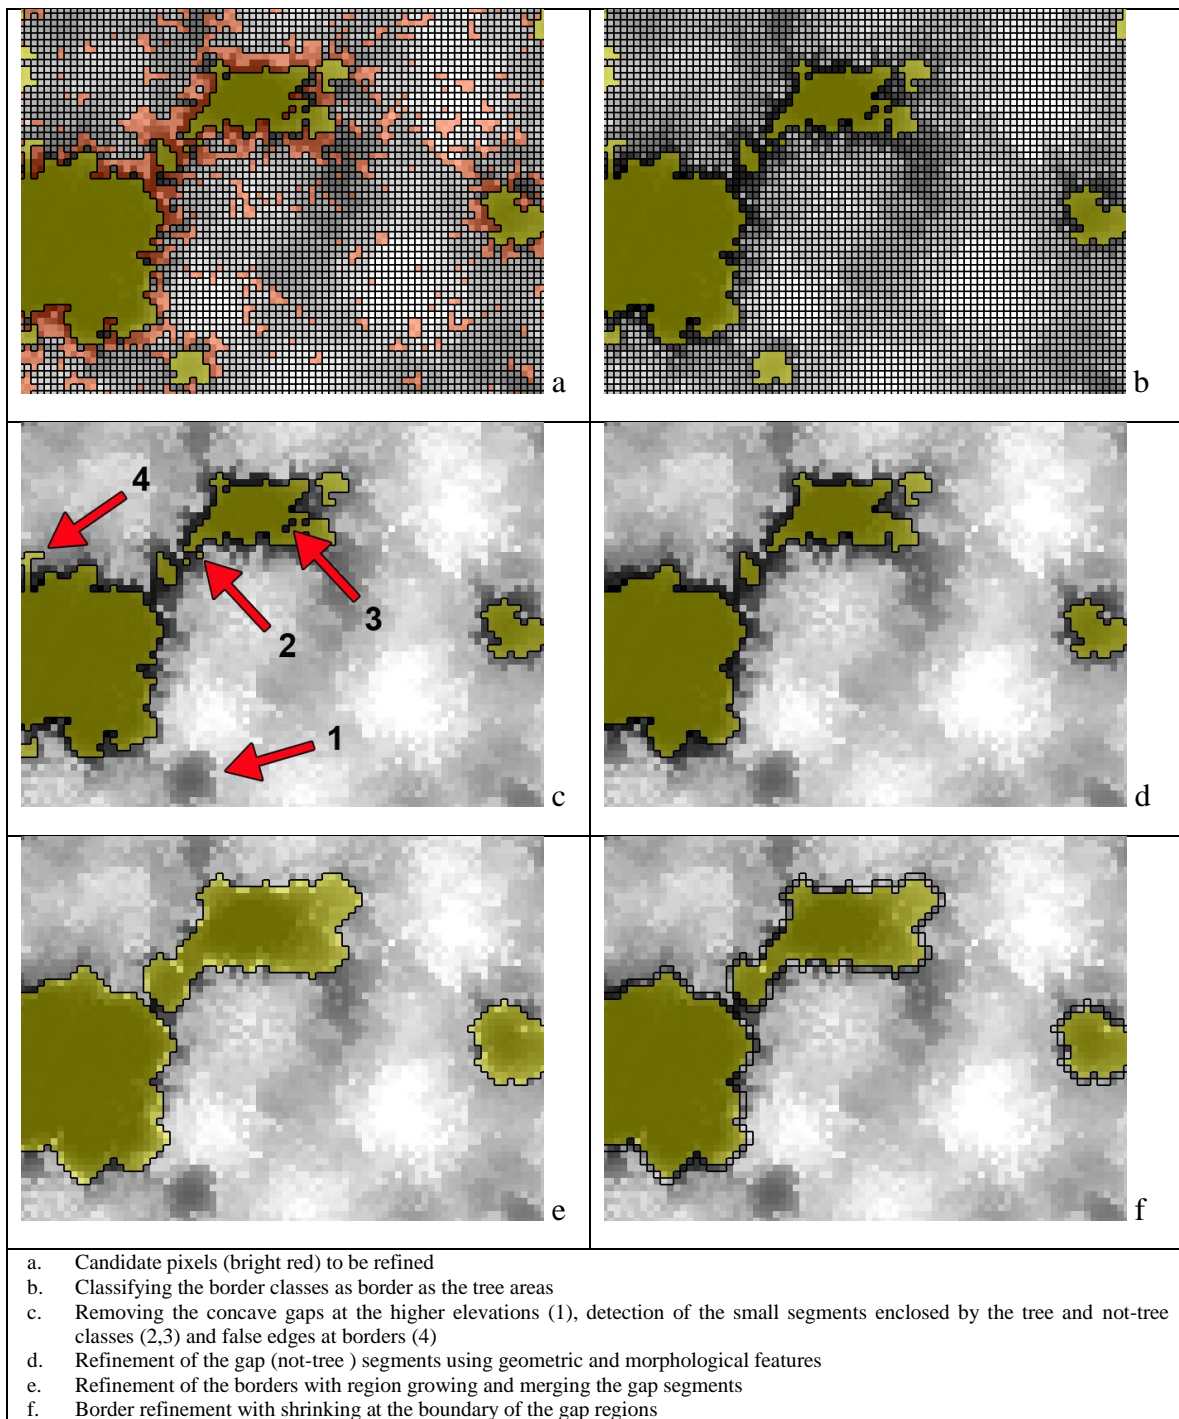 a
b
4
3
2
1
c
d
e
f
a. Candidate pixels (bright red) to be refined
b. Classifying the border classes as border as the tree areas
c. Removing the concave gaps at the higher elevations (1), detection of the small segments enclosed by the tree and not-tree
classes (2,3) and false edges at borders (4)
d. Refinement of the gap (not-tree ) segments using geometric and morphological features
e. Refinement of the borders with region growing and merging the gap segments
f. Border refinement with shrinking at the boundary of the gap regions